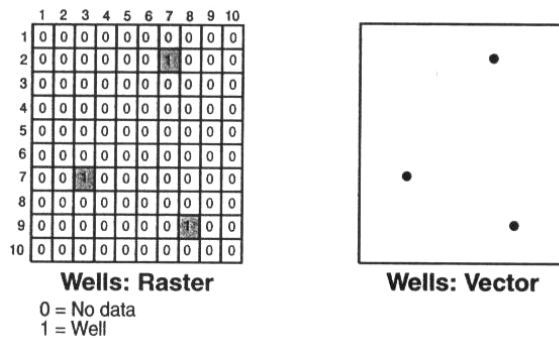 1 2 3 4 5 6 7 8 9 10
1 0 0 0 0 0 0 0 0 0 0
2 0 0 0 0 0 0 1 0 0 0
3 0 0 0 0 0 0 0 0 0 0
4 0 0 0 0 0 0 0 0 0 0
5 0 0 0 0 0 0 0 0 0 0
6 0 0 0 0 0 0 0 0 0 0
7 0 0 1 0 0 0 0 0 0 0
8 0 0 0 0 0 0 0 0 0 0
9 0 0 0 0 0 0 0 1 0 0
10 0 0 0 0 0 0 0 0 0 0
Wells: Raster
0 = No data
1 = Well
Wells: Vector